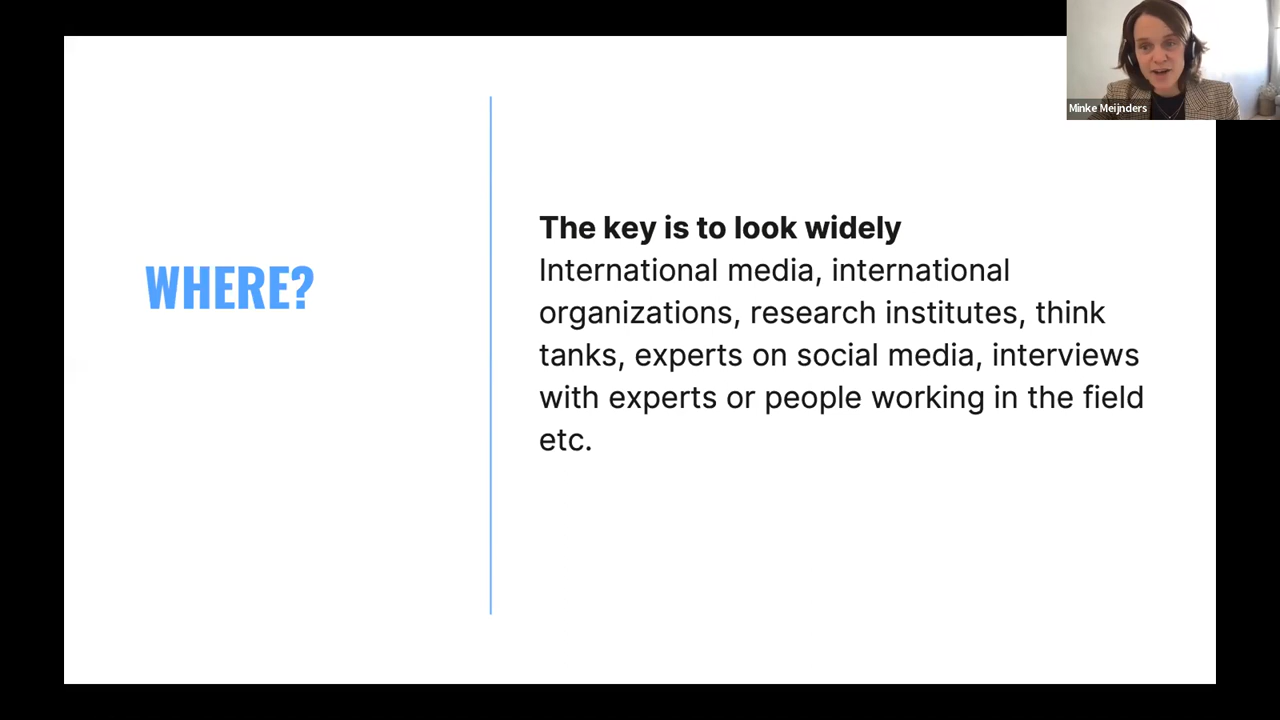 Minke Meijnders
WHERE?
The key is to look widely
International media, international
organizations, research institutes, think
tanks, experts on social media, interviews
with experts or people working in the field
etc.